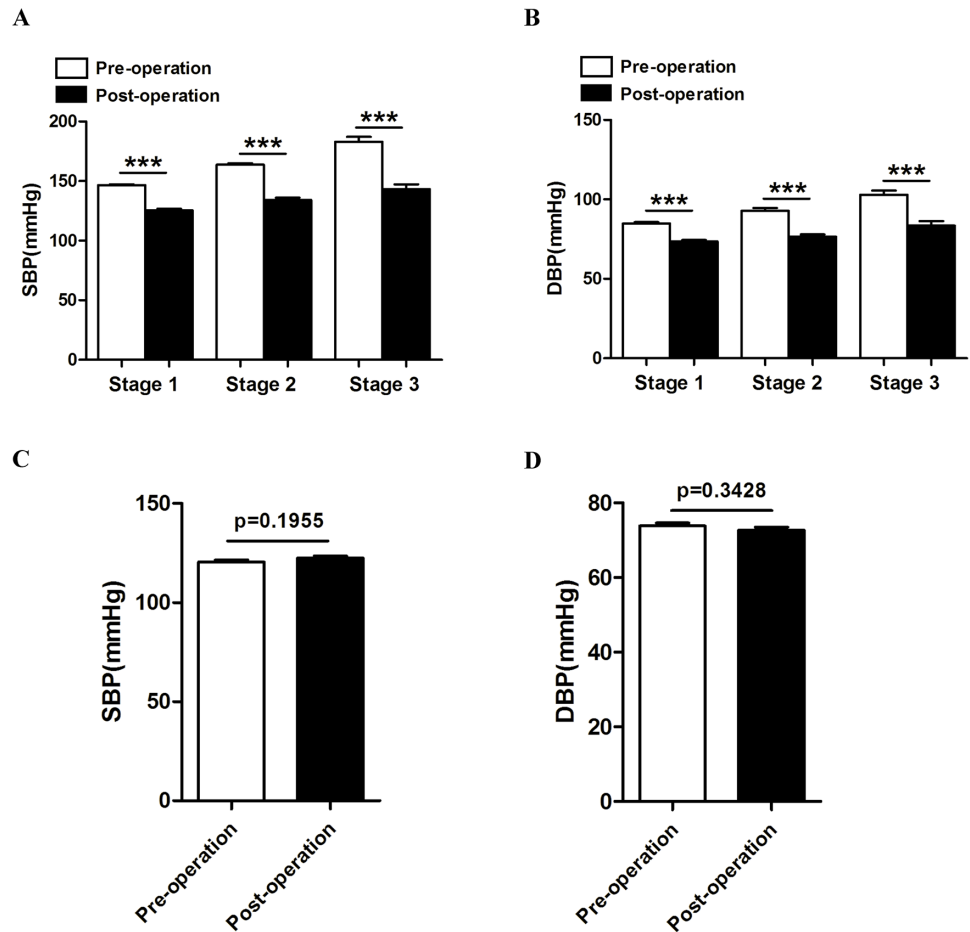 A
Pre-operation
Post-operation
SBP(mmHg)
200
150
100
50
0
***
***
***
Stage 1
Stage 2
Stage 3
B
Pre-operation
Post-operation
DBP(mmHg)
150
100
50
0
***
***
***
Stage 1
Stage 2
Stage 3
C
SBP(mmHg)
150
100
50
0
p=0.1955
Pre-operation
Post-operation
D
DBP(mmHg)
80
60
40
20
0
p=0.3428
Pre-operation
Post-operation